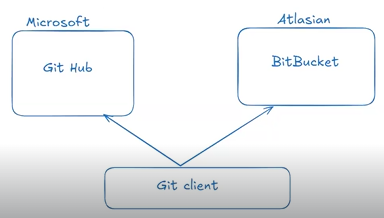 Microsoft
Atlasian
Git Hub
BitBucket
Git client